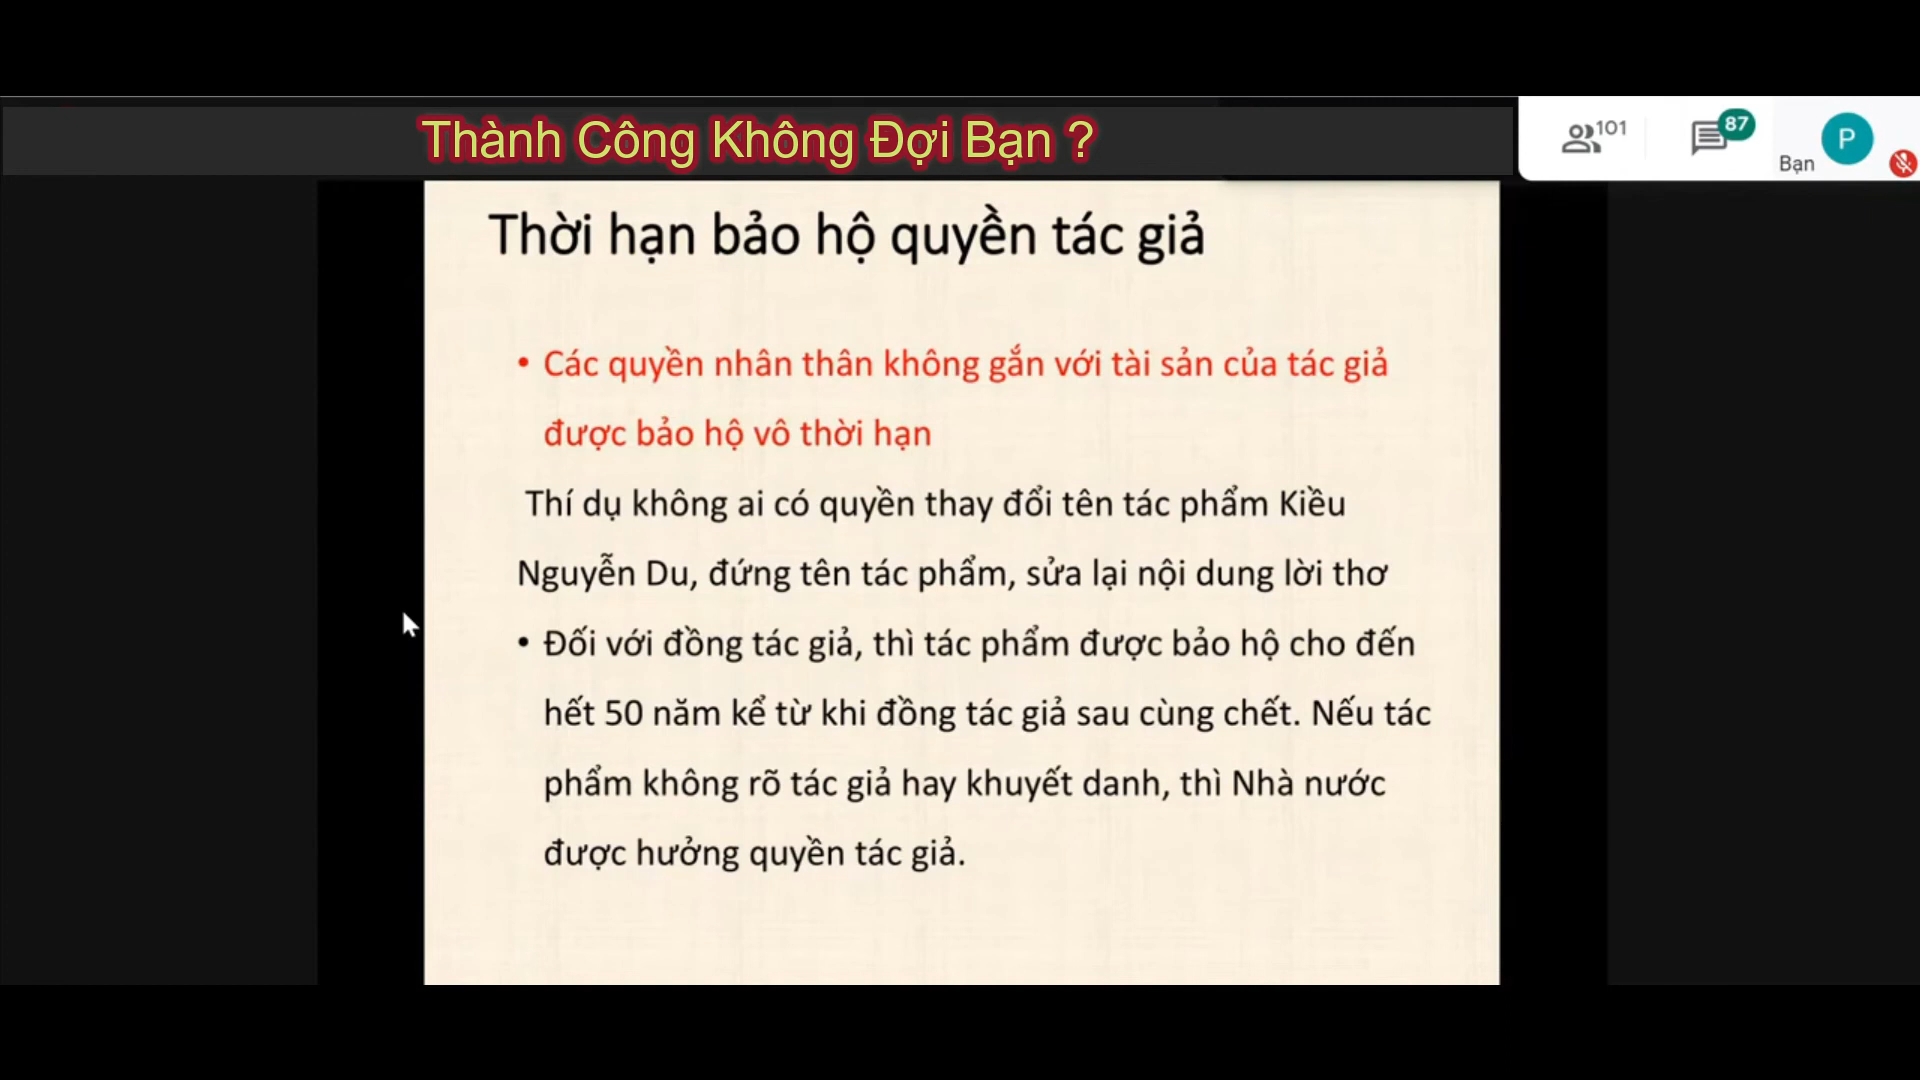 Thành Công Không Đợi Bạn ?
101
87
Bạn
P
Thời hạn bảo hộ quyền tác giả
• Các quyền nhân thân không gắn với tài sản của tác giả
được bảo hộ vô thời hạn
Thí dụ không ai có quyền thay đổi tên tác phẩm Kiều
Nguyễn Du, đứng tên tác phẩm, sửa lại nội dung lời thơ
• Đối với đồng tác giả, thì tác phẩm được bảo hộ cho đến
hết 50 năm kể từ khi đồng tác giả sau cùng chết. Nếu tác
phẩm không rõ tác giả hay khuyết danh, thì Nhà nước
được hưởng quyền tác giả.